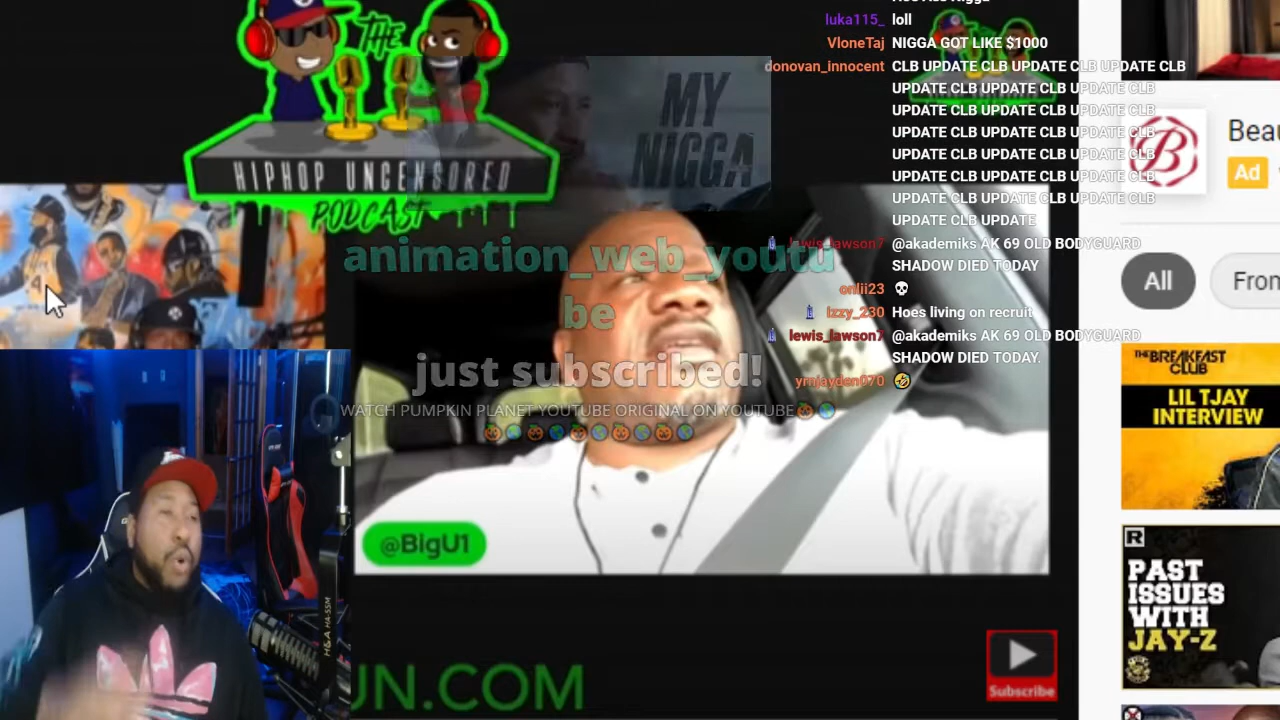 THE
HIPHOP UNCENSORED
PODCAST
MY
NIGGA
luka115_ loll
VloneTaj NIGGA GOT LIKE $1000
donovan_innocent CLB UPDATE CLB UPDATE CLB UPDATE CLB
UPDATE CLB UPDATE CLB UPDATE CLB
UPDATE CLB UPDATE CLB UPDATE CLB
UPDATE CLB UPDATE CLB UPDATE CLB
UPDATE CLB UPDATE CLB UPDATE CLB
UPDATE CLB UPDATE CLB UPDATE CLB
UPDATE CLB UPDATE CLB UPDATE CLB
UPDATE CLB UPDATE
lewis_lawson7 @akademiks AK 69 OLD BODYGUARD
SHADOW DIED TODAY
onlii23
Izzy_230 Hoes living on recruit
lewis_lawson7 @akademiks AK 69 OLD BODYGUARD
SHADOW DIED TODAY.
ymjayden070
animation_web_youtu
be
just subscribed!
WATCH PUMPKIN PLANET YOUTUBE ORIGINAL ON YOUTUBE
@BigU1
UN.COM
Subscribe
H&A HA-SSM
B
Beau
Ad
All
From
THE BREAKFAST
CLUB
LIL TJAY
INTERVIEW
R
PAST
ISSUES
WITH
JAY-Z